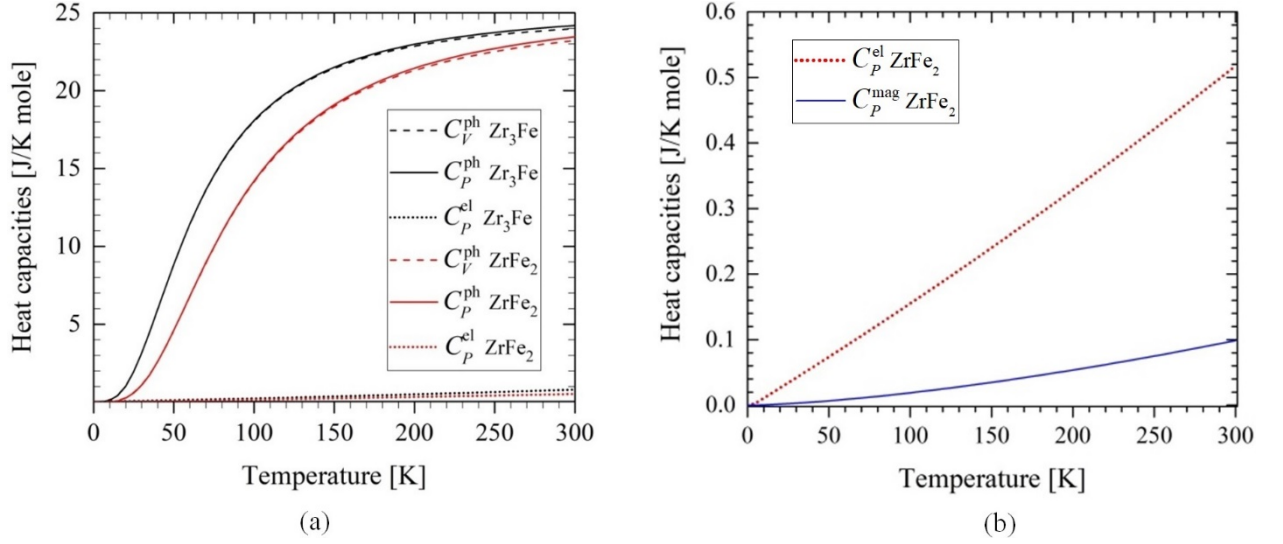 25
20
15
10
5
0 50 100 150 200 250 300
Heat capacities [J/K mole]
Temperature [K]
C_V^ph Zr₃Fe
C_P^ph Zr₃Fe
C_P^el Zr₃Fe
C_V^ph ZrFe₂
C_P^ph ZrFe₂
C_P^el ZrFe₂
(a)
0.6
0.5
0.4
0.3
0.2
0.1
0.0
0 50 100 150 200 250 300
Heat capacities [J/K mole]
Temperature [K]
C_P^el ZrFe₂
C_P^mag ZrFe₂
(b)